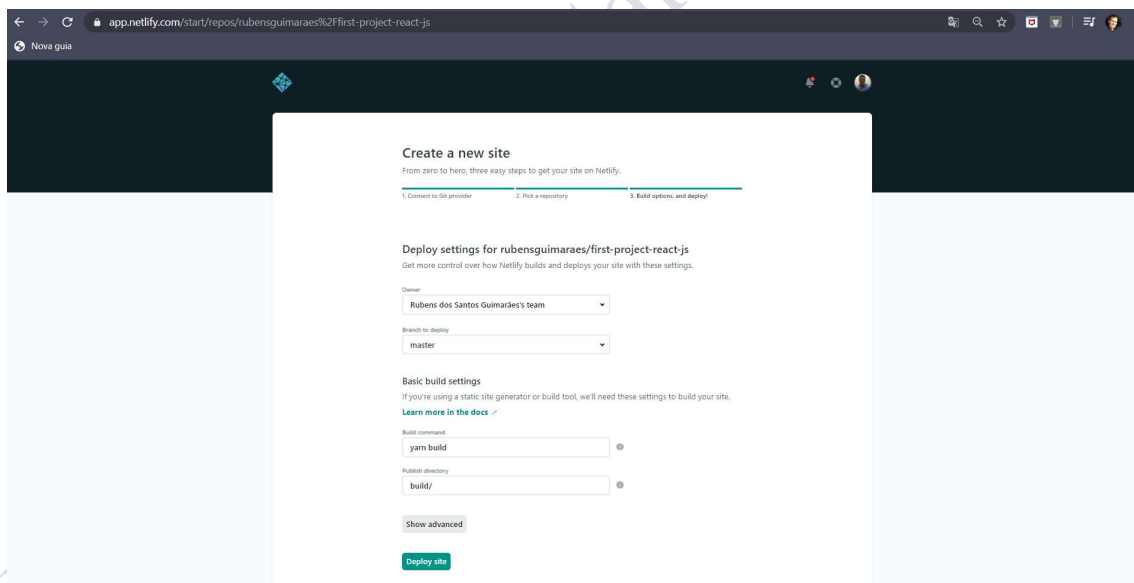 app.netlify.com/start/repos/rubensguimaraes%2Ffirst-project-react-js
Nova guia
Create a new site
From zero to hero, three easy steps to get your site on Netlify.
1. Connect to Git provider 2. Pick a repository 3. Build options, and deploy!
Deploy settings for rubensguimaraes/first-project-react-js
Get more control over how Netlify builds and deploys your site with these settings.
Owner
Rubens dos Santos Guimarães's team
Branch to deploy
master
Basic build settings
If you're using a static site generator or build tool, we'll need these settings to build your site.
Learn more in the docs
Build command
yarn build
Publish directory
build/
Show advanced
Deploy site